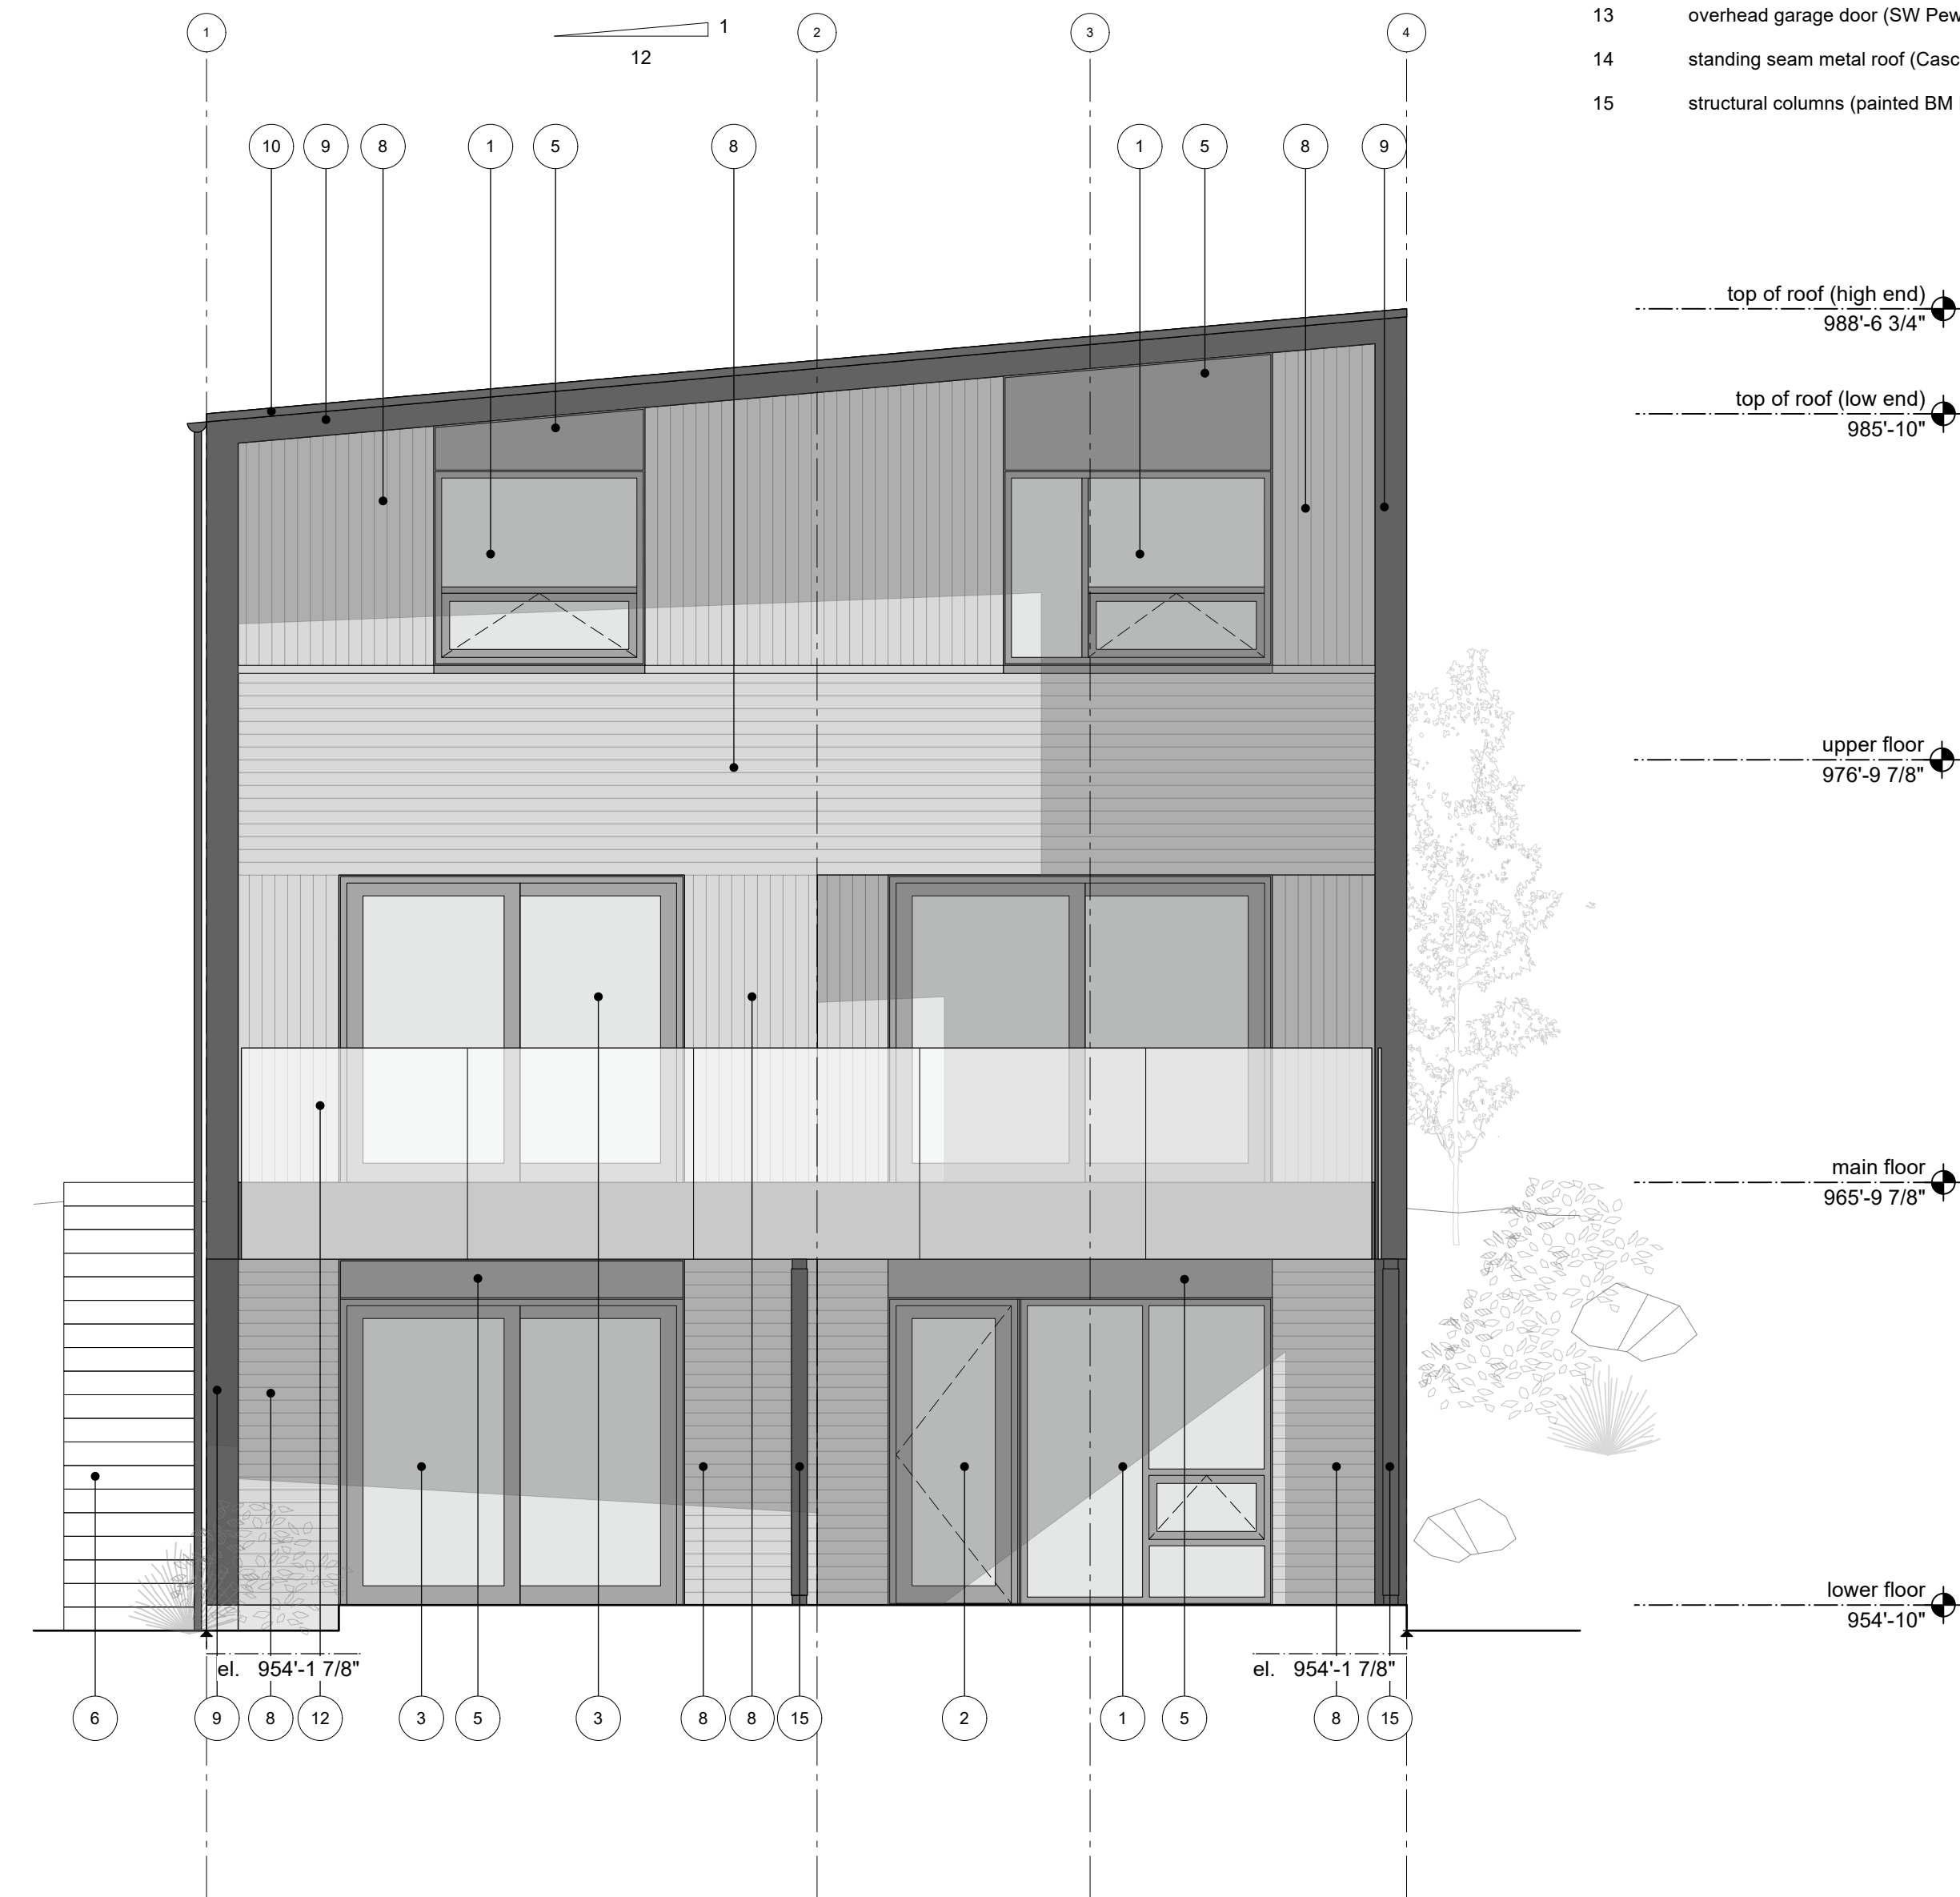 13 overhead garage door (SW
14 standing seam metal roof
15 structural columns (painted BM
1 2 3 4
1
12
10 9 8 1 5 8 1 5 8 9
top of roof (high end)
988'-6 3/4"
top of roof (low end)
985'-10"
upper floor
976'-9 7/8"
main floor
965'-9 7/8"
lower floor
954'-10"
el. 954'-1 7/8"
el. 954'-1 7/8"
6 9 8 12 3 5 3 8 8 15 2 1 5 8 15